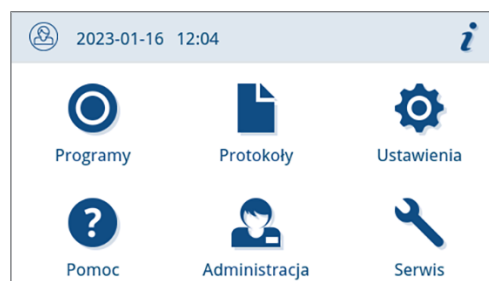 2023-01-16 12:04 i
Programy Protokoły Ustawienia
? 
Pomoc Administracja Serwis